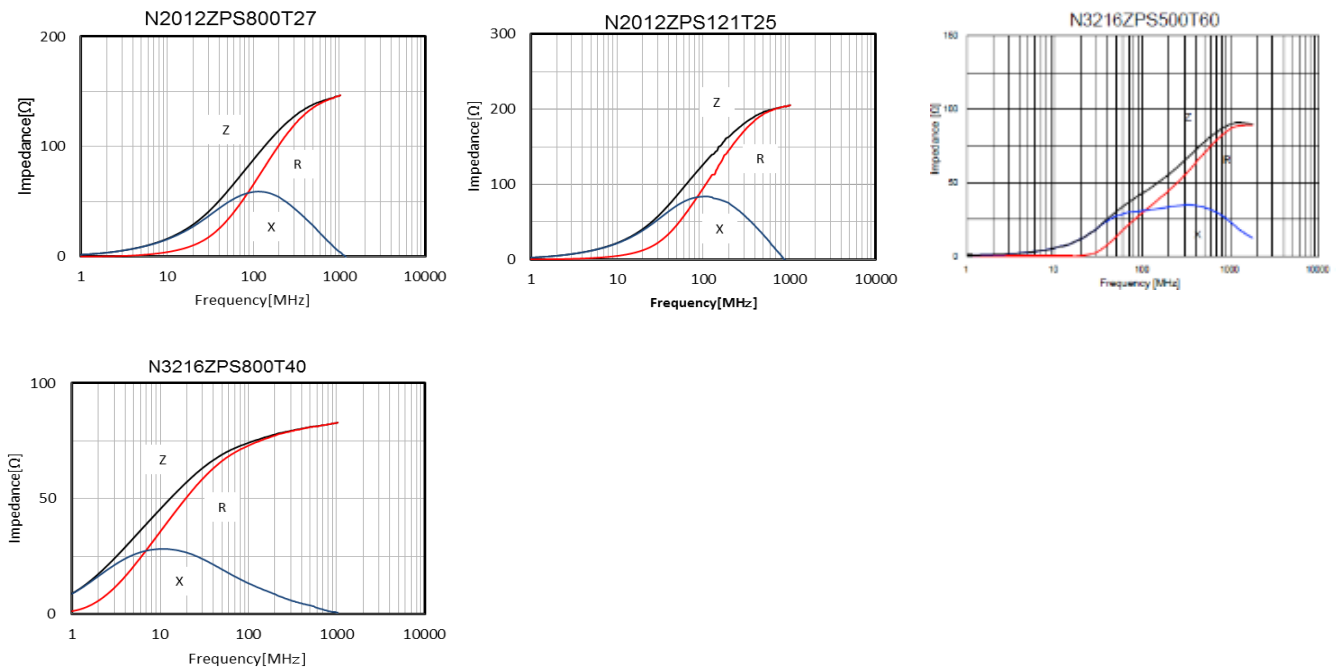 N2012ZPS800T27
200
100
0
Impedance[Ω]
Z
R
X
1 10 100 1000 10000
Frequency[MHz]
N2012ZPS121T25
300
200
100
0
Impedance[Ω]
Z
R
X
1 10 100 1000 10000
Frequency[MHz]
N3216ZPS500T60
150
100
50
0
Impedance [Ω]
Z
R
X
1 10 100 1000 10000
Frequency [MHz]
N3216ZPS800T40
100
50
0
Impedance[Ω]
Z
R
X
1 10 100 1000 10000
Frequency[MHz]